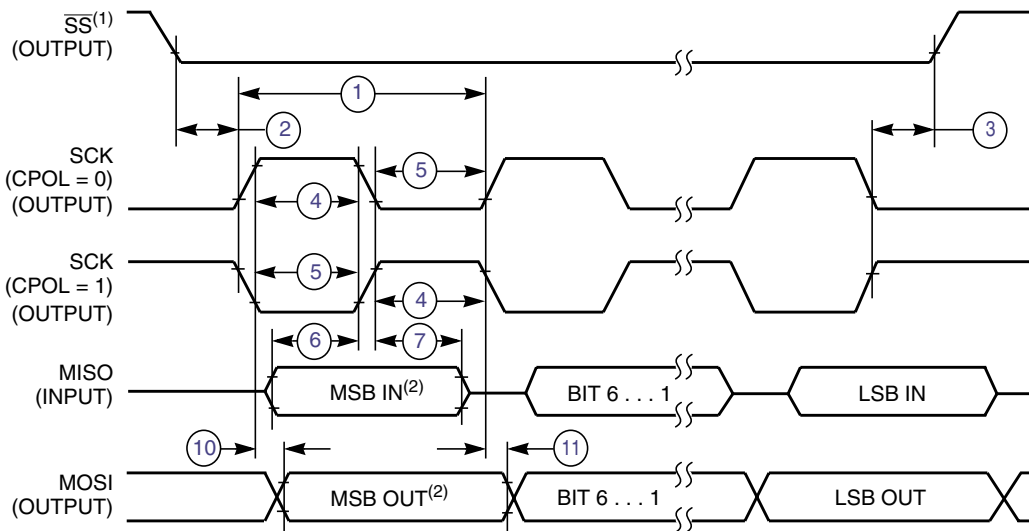 SS(1)
(OUTPUT)
1
2
3
SCK
(CPOL = 0)
(OUTPUT)
5
4
SCK
(CPOL = 1)
(OUTPUT)
5
4
6
7
MISO
(INPUT)
MSB IN(2)
BIT 6 . . . 1
LSB IN
10
11
MOSI
(OUTPUT)
MSB OUT(2)
BIT 6 . . . 1
LSB OUT